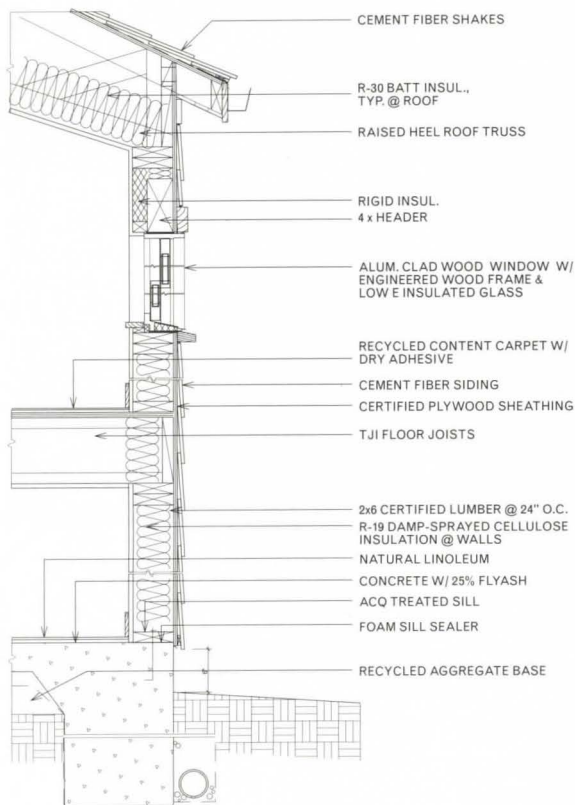 CEMENT FIBER SHAKES
R-30 BATT INSUL.,
TYP. @ ROOF
RAISED HEEL ROOF TRUSS
RIGID INSUL.
4 x HEADER
ALUM. CLAD WOOD WINDOW W/
ENGINEERED WOOD FRAME &
LOW E INSULATED GLASS
RECYCLED CONTENT CARPET W/
DRY ADHESIVE
CEMENT FIBER SIDING
CERTIFIED PLYWOOD SHEATHING
TJI FLOOR JOISTS
2x6 CERTIFIED LUMBER @ 24" O.C.
R-19 DAMP-SPRAYED CELLULOSE
INSULATION @ WALLS
NATURAL LINOLEUM
CONCRETE W/ 25% FLYASH
ACQ TREATED SILL
FOAM SILL SEALER
RECYCLED AGGREGATE BASE